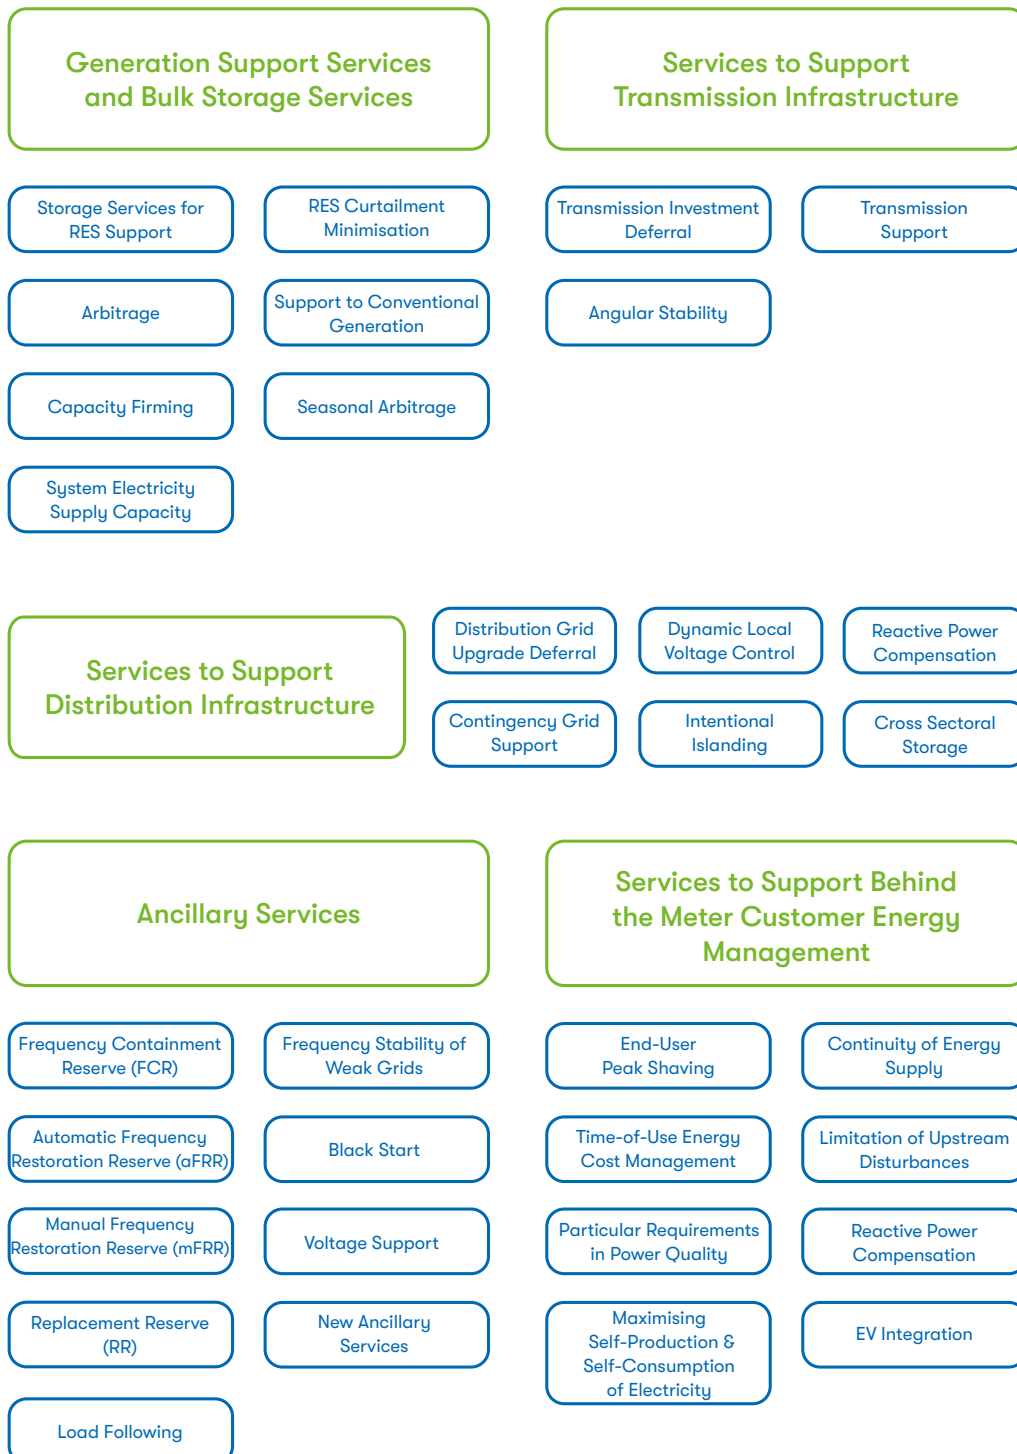 Generation Support Services
and Bulk Storage Services
Services to Support
Transmission Infrastructure
Storage Services for
RES Support
RES Curtailment
Minimisation
Transmission Investment
Deferral
Transmission
Support
Arbitrage
Support to Conventional
Generation
Angular Stability
Capacity Firming
Seasonal Arbitrage
System Electricity
Supply Capacity
Services to Support
Distribution Infrastructure
Distribution Grid
Upgrade Deferral
Dynamic Local
Voltage Control
Reactive Power
Compensation
Contingency Grid
Support
Intentional
Islanding
Cross Sectoral
Storage
Ancillary Services
Services to Support Behind
the Meter Customer Energy
Management
Frequency Containment
Reserve (FCR)
Frequency Stability of
Weak Grids
End-User
Peak Shaving
Continuity of Energy
Supply
Automatic Frequency
Restoration Reserve (aFRR)
Black Start
Time-of-Use Energy
Cost Management
Limitation of Upstream
Disturbances
Manual Frequency
Restoration Reserve (mFRR)
Voltage Support
Particular Requirements
in Power Quality
Reactive Power
Compensation
Replacement Reserve
(RR)
New Ancillary
Services
Maximising
Self-Production &
Self-Consumption
of Electricity
EV Integration
Load Following